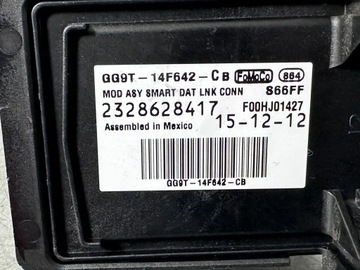 GG9T-14F642-CB FoMoCo 864
MOD ASY SMART DAT LNK CONN S66FF
2328628417 F00HJ01427
Assembled in Mexico 15-12-12
GG9T-14F642-CB